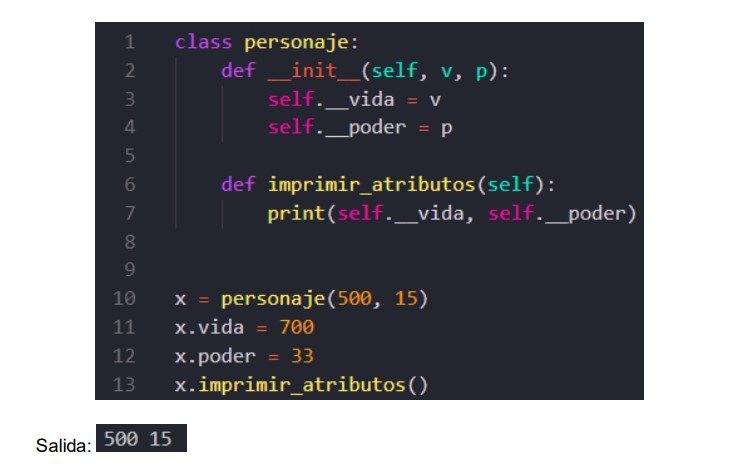 1 class personaje:
2 def __init__(self, v, p):
3 self.__vida = v
4 self.__poder = p
5
6 def imprimir_atributos(self):
7 print(self.__vida, self.__poder)
8
9
10 x = personaje(500, 15)
11 x.vida = 700
12 x.poder = 33
13 x.imprimir_atributos()
Salida: 500 15